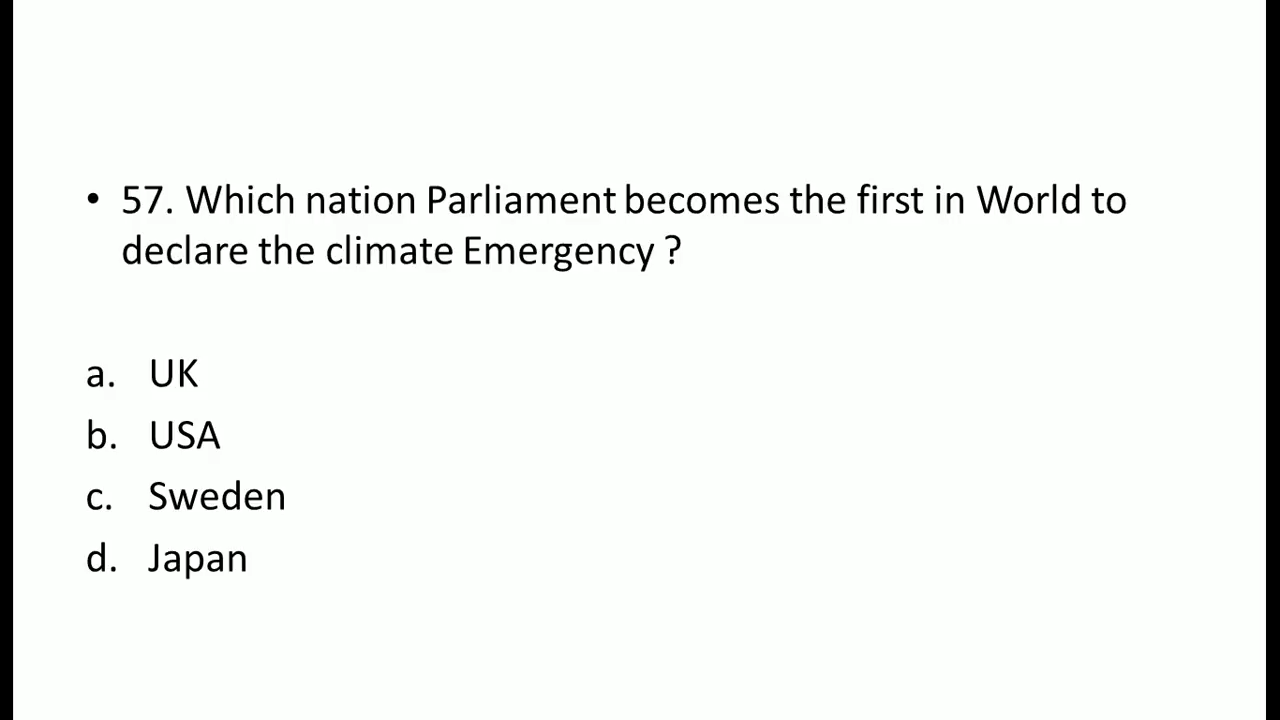 • 57. Which nation Parliament becomes the first in World to
declare the climate Emergency ?
a. UK
b. USA
c. Sweden
d. Japan